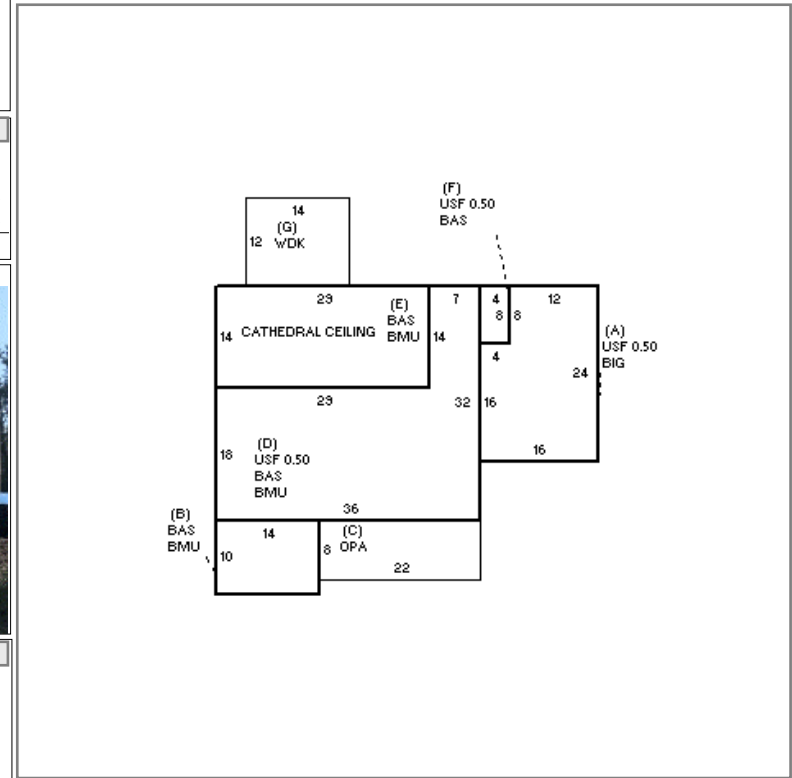 (F)
USF 0.50
BAS
14
(G)
12 WDK
29
(E)
BAS
BMU
7
4
12
8 8
14 CATHEDRAL CEILING
14
(A)
USF 0.50
BIG
4
24
29
32 16
(D)
USF 0.50
BAS
BMU
18
16
36
(B)
BAS
BMU
14
(C)
OPA
10
8
22